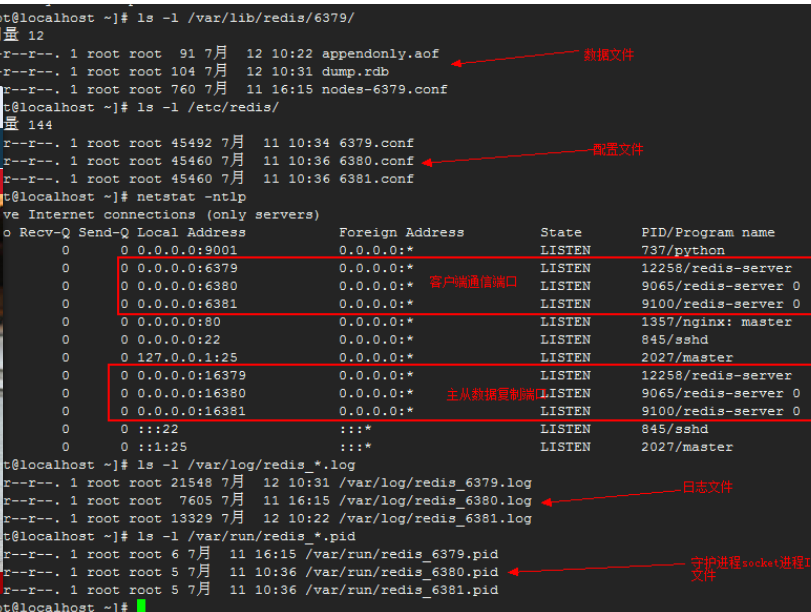 ot@localhost ~]# ls -l /var/lib/redis/6379/
量 12
r--r--. 1 root root  91 7月  12 10:22 appendonly.aof
r--r--. 1 root root 104 7月  12 10:31 dump.rdb
数据文件
r--r--. 1 root root 760 7月  11 16:15 nodes-6379.conf
t@localhost ~]# ls -l /etc/redis/
量 144
r--r--. 1 root root 45492 7月  11 10:34 6379.conf
配置文件
r--r--. 1 root root 45460 7月  11 10:36 6380.conf
r--r--. 1 root root 45460 7月  11 10:36 6381.conf
t@localhost ~]# netstat -ntlp
ve Internet connections (only servers)
o Recv-Q Send-Q Local Address           Foreign Address         State       PID/Program name
0      0 0.0.0.0:9001            0.0.0.0:*               LISTEN      737/python
0      0 0.0.0.0:6379            0.0.0.0:*               LISTEN      12258/redis-server
0      0 0.0.0.0:6380            0.0.0.0:*               LISTEN      9065/redis-server 0
客户端通信端口
0      0 0.0.0.0:6381            0.0.0.0:*               LISTEN      9100/redis-server 0
0      0 0.0.0.0:80              0.0.0.0:*               LISTEN      1357/nginx: master
0      0 0.0.0.0:22              0.0.0.0:*               LISTEN      845/sshd
0      0 127.0.0.1:25            0.0.0.0:*               LISTEN      2027/master
0      0 0.0.0.0:16379           0.0.0.0:*               LISTEN      12258/redis-server
0      0 0.0.0.0:16380           0.0.0.0:*               LISTEN      9065/redis-server 0
主从数据复制端口
0      0 0.0.0.0:16381           0.0.0.0:*               LISTEN      9100/redis-server 0
0      0 :::22                   :::*                    LISTEN      845/sshd
0      0 ::1:25                  :::*                    LISTEN      2027/master
t@localhost ~]# ls -l /var/log/redis_*.log
r--r--. 1 root root 21548 7月  12 10:31 /var/log/redis_6379.log
日志文件
r--r--. 1 root root  7605 7月  11 16:15 /var/log/redis_6380.log
r--r--. 1 root root 13329 7月  12 10:22 /var/log/redis_6381.log
t@localhost ~]# ls -l /var/run/redis_*.pid
r--r--. 1 root root 6 7月  11 16:15 /var/run/redis_6379.pid
守护进程socket进程I
文件
r--r--. 1 root root 5 7月  11 10:36 /var/run/redis_6380.pid
r--r--. 1 root root 5 7月  11 10:36 /var/run/redis_6381.pid
ot@localhost ~]#